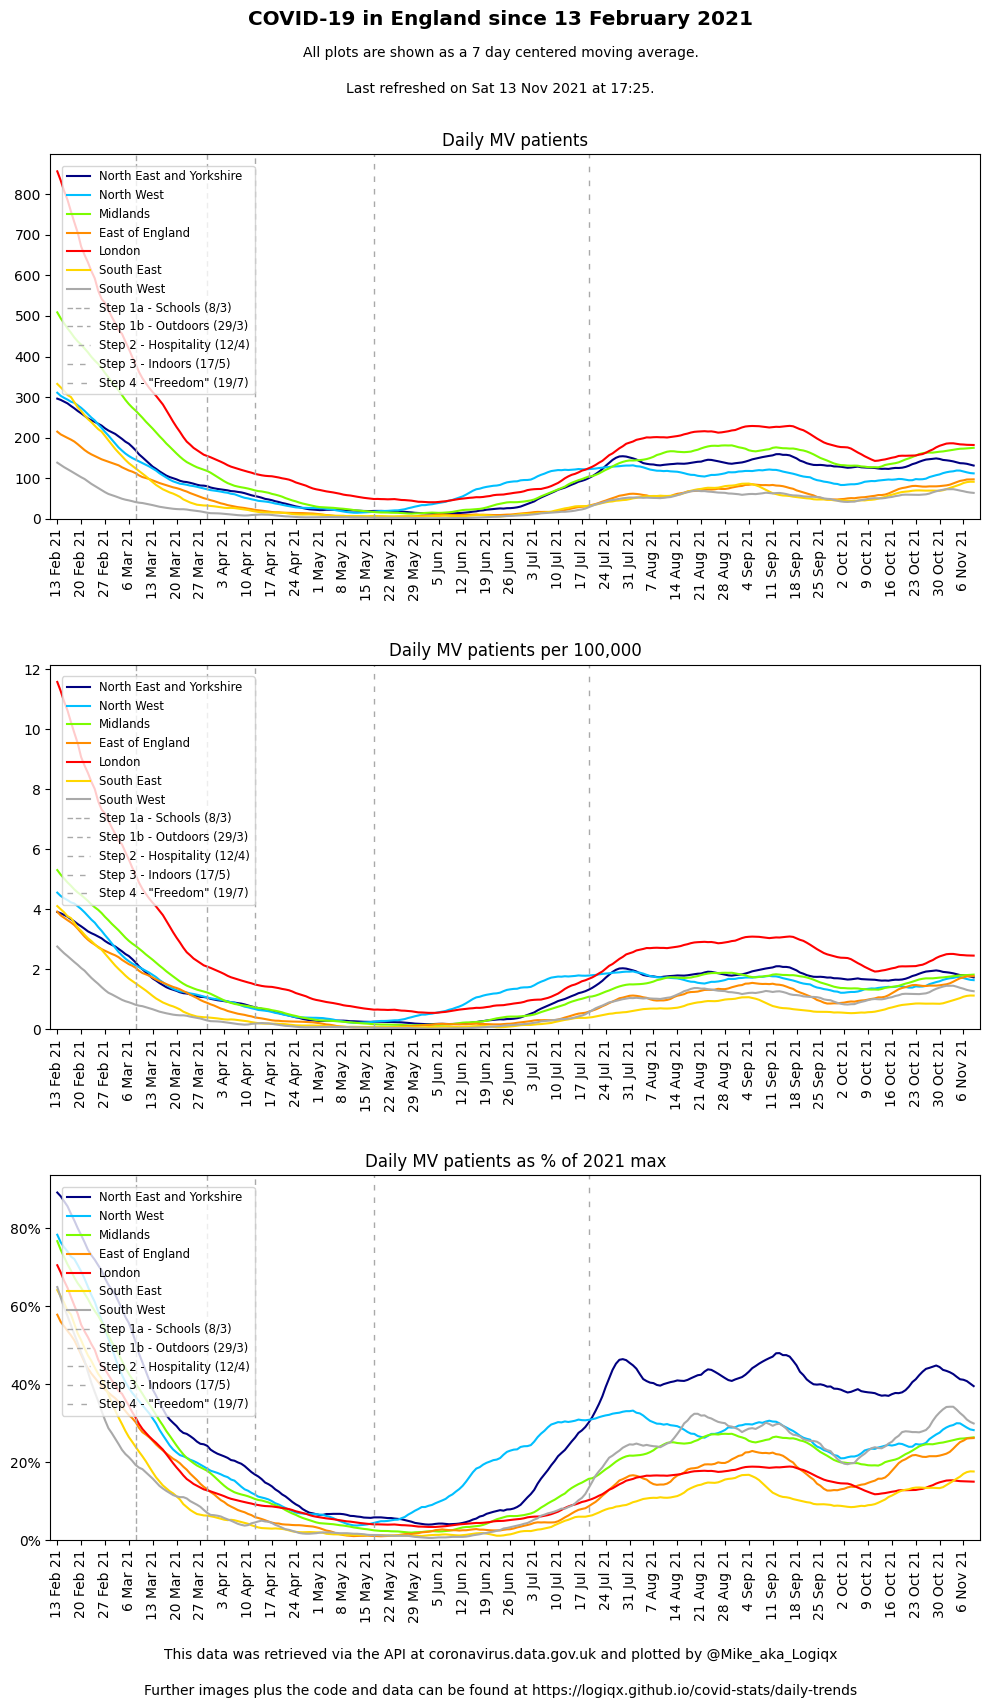 COVID-19 in England since 13 February 2021
All plots are shown as a 7 day centered moving average.
Last refreshed on Sat 13 Nov 2021 at 17:25.
Daily MV patients
800
700
600
500
400
300
200
100
0
North East and Yorkshire
North West
Midlands
East of England
London
South East
South West
Step 1a - Schools (8/3)
Step 1b - Outdoors (29/3)
Step 2 - Hospitality (12/4)
Step 3 - Indoors (17/5)
Step 4 - "Freedom" (19/7)
13 Feb 21
20 Feb 21
27 Feb 21
6 Mar 21
13 Mar 21
20 Mar 21
27 Mar 21
3 Apr 21
10 Apr 21
17 Apr 21
24 Apr 21
1 May 21
8 May 21
15 May 21
22 May 21
29 May 21
5 Jun 21
12 Jun 21
19 Jun 21
26 Jun 21
3 Jul 21
10 Jul 21
17 Jul 21
24 Jul 21
31 Jul 21
7 Aug 21
14 Aug 21
21 Aug 21
28 Aug 21
4 Sep 21
11 Sep 21
18 Sep 21
25 Sep 21
2 Oct 21
9 Oct 21
16 Oct 21
23 Oct 21
30 Oct 21
6 Nov 21
Daily MV patients per 100,000
12
10
8
6
4
2
0
North East and Yorkshire
North West
Midlands
East of England
London
South East
South West
Step 1a - Schools (8/3)
Step 1b - Outdoors (29/3)
Step 2 - Hospitality (12/4)
Step 3 - Indoors (17/5)
Step 4 - "Freedom" (19/7)
13 Feb 21
20 Feb 21
27 Feb 21
6 Mar 21
13 Mar 21
20 Mar 21
27 Mar 21
3 Apr 21
10 Apr 21
17 Apr 21
24 Apr 21
1 May 21
8 May 21
15 May 21
22 May 21
29 May 21
5 Jun 21
12 Jun 21
19 Jun 21
26 Jun 21
3 Jul 21
10 Jul 21
17 Jul 21
24 Jul 21
31 Jul 21
7 Aug 21
14 Aug 21
21 Aug 21
28 Aug 21
4 Sep 21
11 Sep 21
18 Sep 21
25 Sep 21
2 Oct 21
9 Oct 21
16 Oct 21
23 Oct 21
30 Oct 21
6 Nov 21
Daily MV patients as % of 2021 max
80%
60%
40%
20%
0%
North East and Yorkshire
North West
Midlands
East of England
London
South East
South West
Step 1a - Schools (8/3)
Step 1b - Outdoors (29/3)
Step 2 - Hospitality (12/4)
Step 3 - Indoors (17/5)
Step 4 - "Freedom" (19/7)
13 Feb 21
20 Feb 21
27 Feb 21
6 Mar 21
13 Mar 21
20 Mar 21
27 Mar 21
3 Apr 21
10 Apr 21
17 Apr 21
24 Apr 21
1 May 21
8 May 21
15 May 21
22 May 21
29 May 21
5 Jun 21
12 Jun 21
19 Jun 21
26 Jun 21
3 Jul 21
10 Jul 21
17 Jul 21
24 Jul 21
31 Jul 21
7 Aug 21
14 Aug 21
21 Aug 21
28 Aug 21
4 Sep 21
11 Sep 21
18 Sep 21
25 Sep 21
2 Oct 21
9 Oct 21
16 Oct 21
23 Oct 21
30 Oct 21
6 Nov 21
This data was retrieved via the API at coronavirus.data.gov.uk and plotted by @Mike_aka_Logiqx
Further images plus the code and data can be found at https://logiqx.github.io/covid-stats/daily-trends